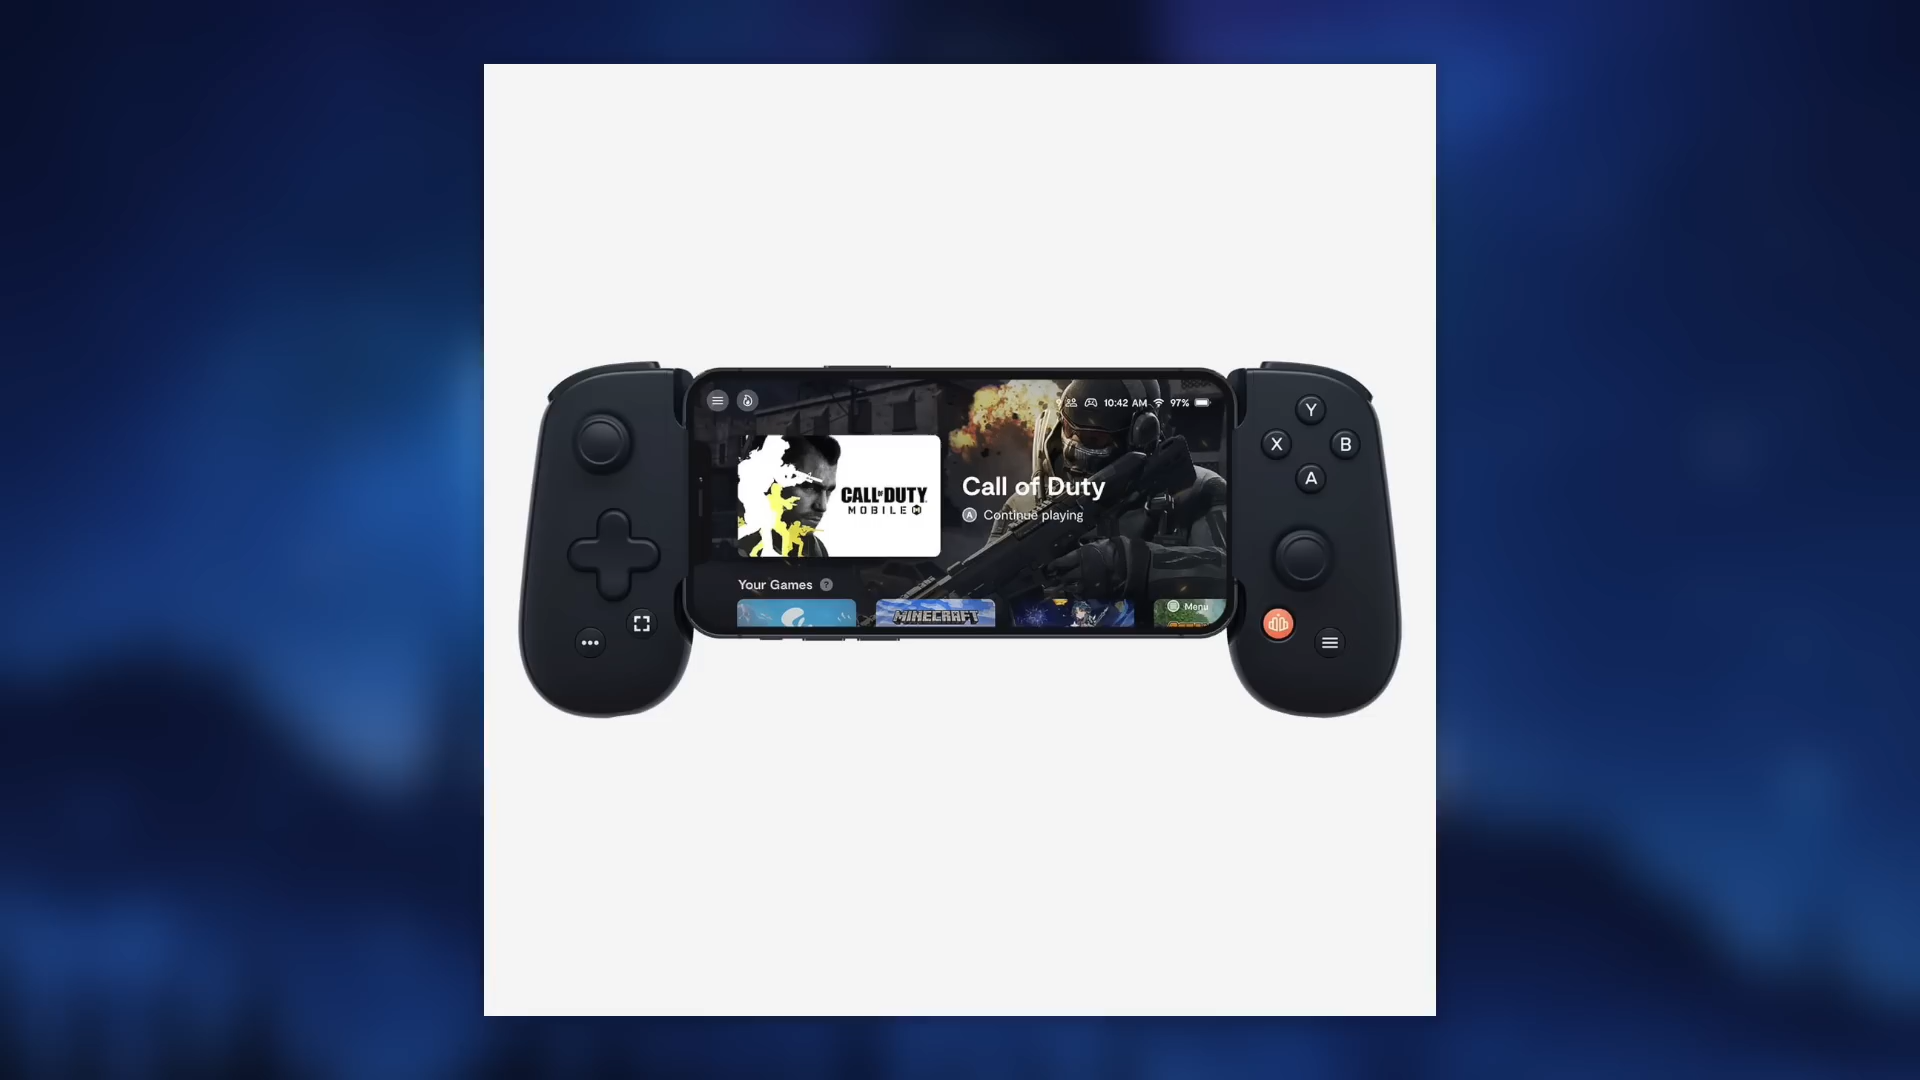 10:42 AM 97%
CALL OF DUTY
MOBILE
Call of Duty
A Continue playing
Your Games ?
MINECRAFT
Menu
Y
X
B
A